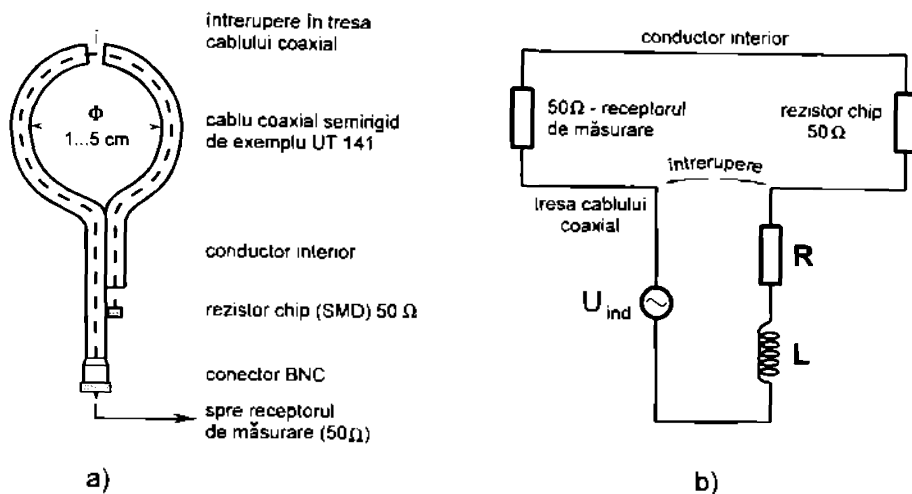 întrerupere în tresa
cablului coaxial
Φ
1...5 cm
cablu coaxial semirigid
de exemplu UT 141
conductor interior
rezistor chip (SMD) 50 Ω
conector BNC
spre receptorul
de măsurare (50Ω)
a)
conductor interior
50Ω - receptorul
de măsurare
rezistor chip
50 Ω
întrerupere
tresa cablului
coaxial
R
U ind
L
b)